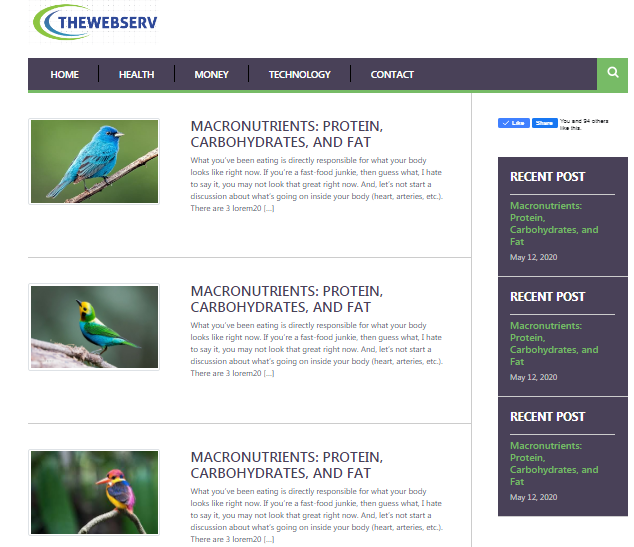 THEWEBSERV
HOME
HEALTH
MONEY
TECHNOLOGY
CONTACT
MACRONUTRIENTS: PROTEIN,
CARBOHYDRATES, AND FAT
What you've been eating is directly responsible for what your body
looks like right now. If you're a fast-food junkie, then guess what, I hate
to say it, you may not look that great right now. And, let's not start a
discussion about what's going on inside your body (heart, arteries, etc.).
There are 3 lorem20 [...]
MACRONUTRIENTS: PROTEIN,
CARBOHYDRATES, AND FAT
What you've been eating is directly responsible for what your body
looks like right now. If you're a fast-food junkie, then guess what, I hate
to say it, you may not look that great right now. And, let's not start a
discussion about what's going on inside your body (heart, arteries, etc.).
There are 3 lorem20 [...]
MACRONUTRIENTS: PROTEIN,
CARBOHYDRATES, AND FAT
What you've been eating is directly responsible for what your body
looks like right now. If you're a fast-food junkie, then guess what, I hate
to say it, you may not look that great right now. And, let's not start a
discussion about what's going on inside your body (heart, arteries, etc.).
There are 3 lorem20 [...]
Like
Share
You and 94 others
like this.
RECENT POST
Macronutrients:
Protein,
Carbohydrates, and
Fat
May 12, 2020
RECENT POST
Macronutrients:
Protein,
Carbohydrates, and
Fat
May 12, 2020
RECENT POST
Macronutrients:
Protein,
Carbohydrates, and
Fat
May 12, 2020